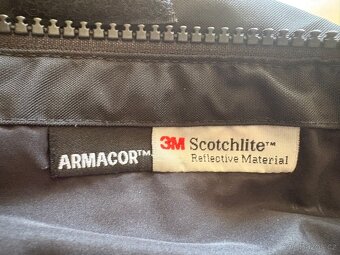 ARMACOR™
3M Scotchlite™
Reflective Material